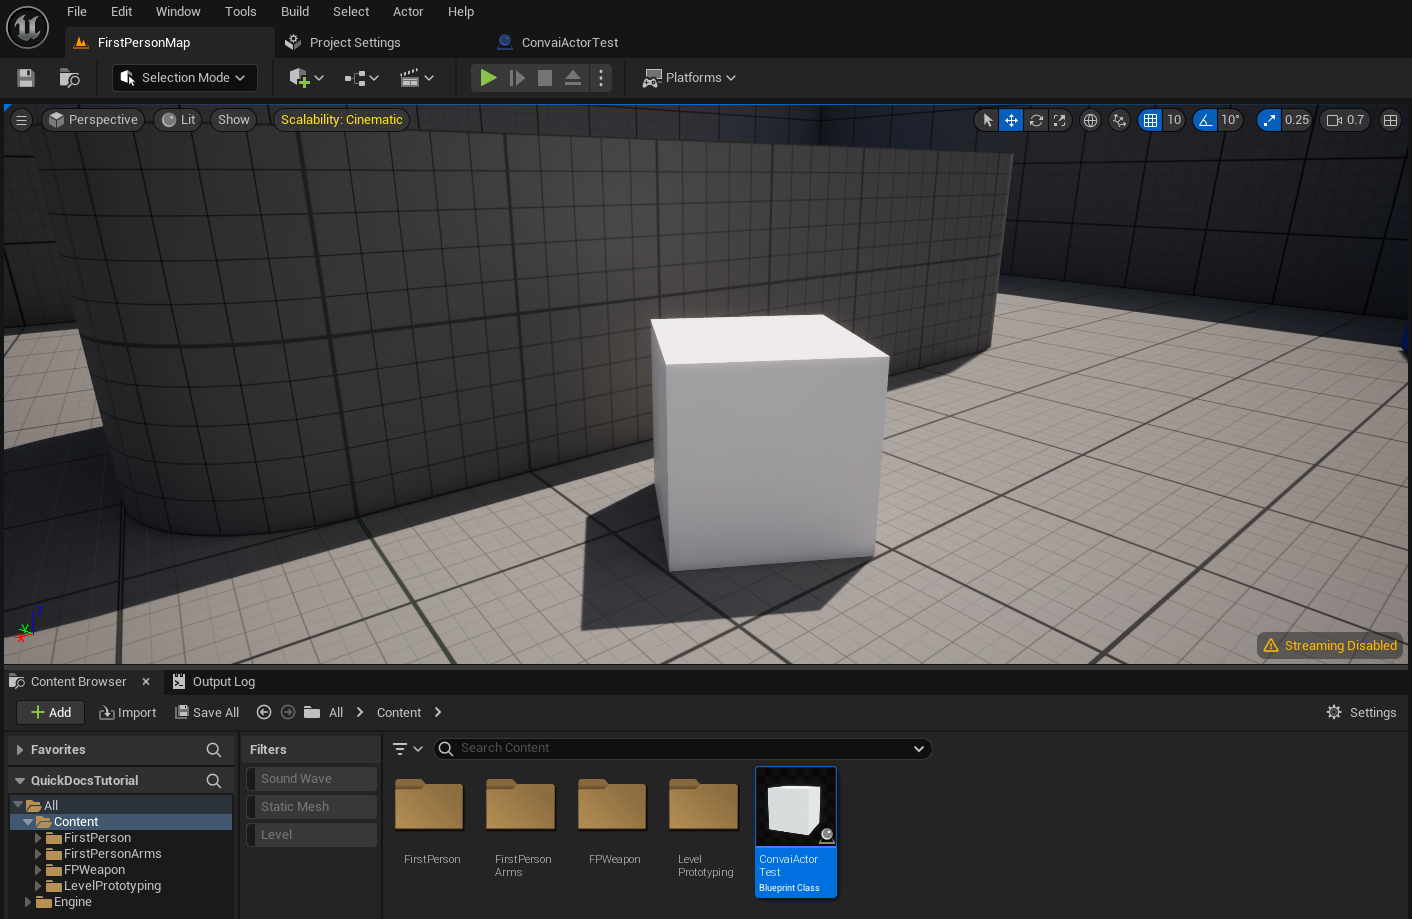 File Edit Window Tools Build Select Actor Help
FirstPersonMap Project Settings ConvaiActorTest
Selection Mode Platforms
Perspective Lit Show Scalability: Cinematic 10 10° 0.25 0.7
Z
Y
X
Streaming Disabled
Content Browser Output Log
Add Import Save All All Content Settings
Favorites Filters Search Content
Sound Wave
QuickDocsTutorial
All Static Mesh
Content
FirstPerson Level
FirstPersonArms
FPWeapon
LevelPrototyping
Engine
FirstPerson FirstPerson FPWeapon Level ConvaiActor
Arms Prototyping Test
Blueprint Class